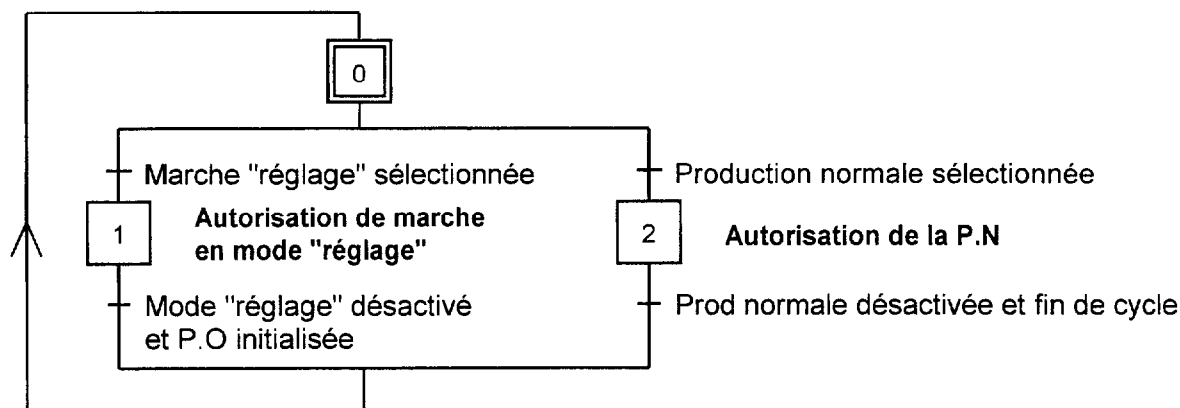 0
Marche "réglage" sélectionnée
Production normale sélectionnée
1
Autorisation de marche
en mode "réglage"
2
Autorisation de la P.N
Mode "réglage" désactivé
et P.O initialisée
Prod normale désactivée et fin de cycle